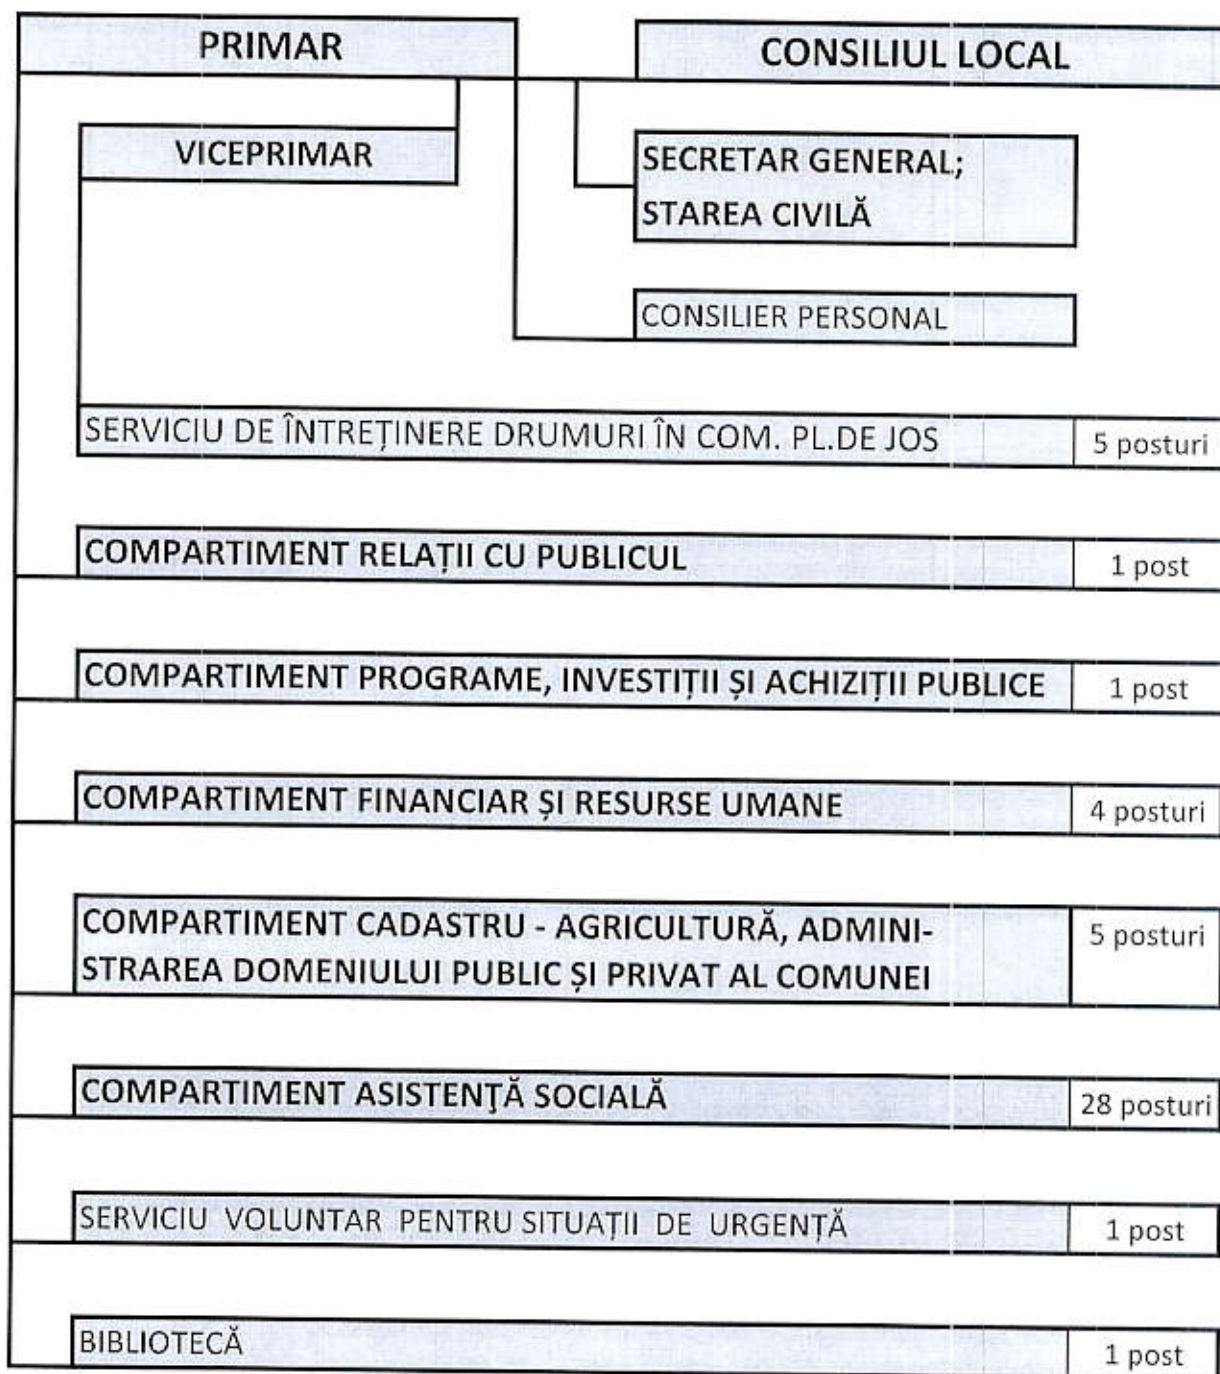 PRIMAR
CONSILIUL LOCAL
VICEPRIMAR
SECRETAR GENERAL;
STAREA CIVILĂ
CONSILIER PERSONAL
SERVICIU DE ÎNTREȚINERE DRUMURI ÎN COM. PL.DE JOS 5 posturi
COMPARTIMENT RELAȚII CU PUBLICUL 1 post
COMPARTIMENT PROGRAME, INVESTIȚII ȘI ACHIZIȚII PUBLICE 1 post
COMPARTIMENT FINANCIAR ȘI RESURSE UMANE 4 posturi
COMPARTIMENT CADASTRU - AGRICULTURĂ, ADMINI- 5 posturi
STRAREA DOMENIULUI PUBLIC ȘI PRIVAT AL COMUNEI
COMPARTIMENT ASISTENŢĂ SOCIALĂ 28 posturi
SERVICIU VOLUNTAR PENTRU SITUAȚII DE URGENȚĂ 1 post
BIBLIOTECĂ 1 post